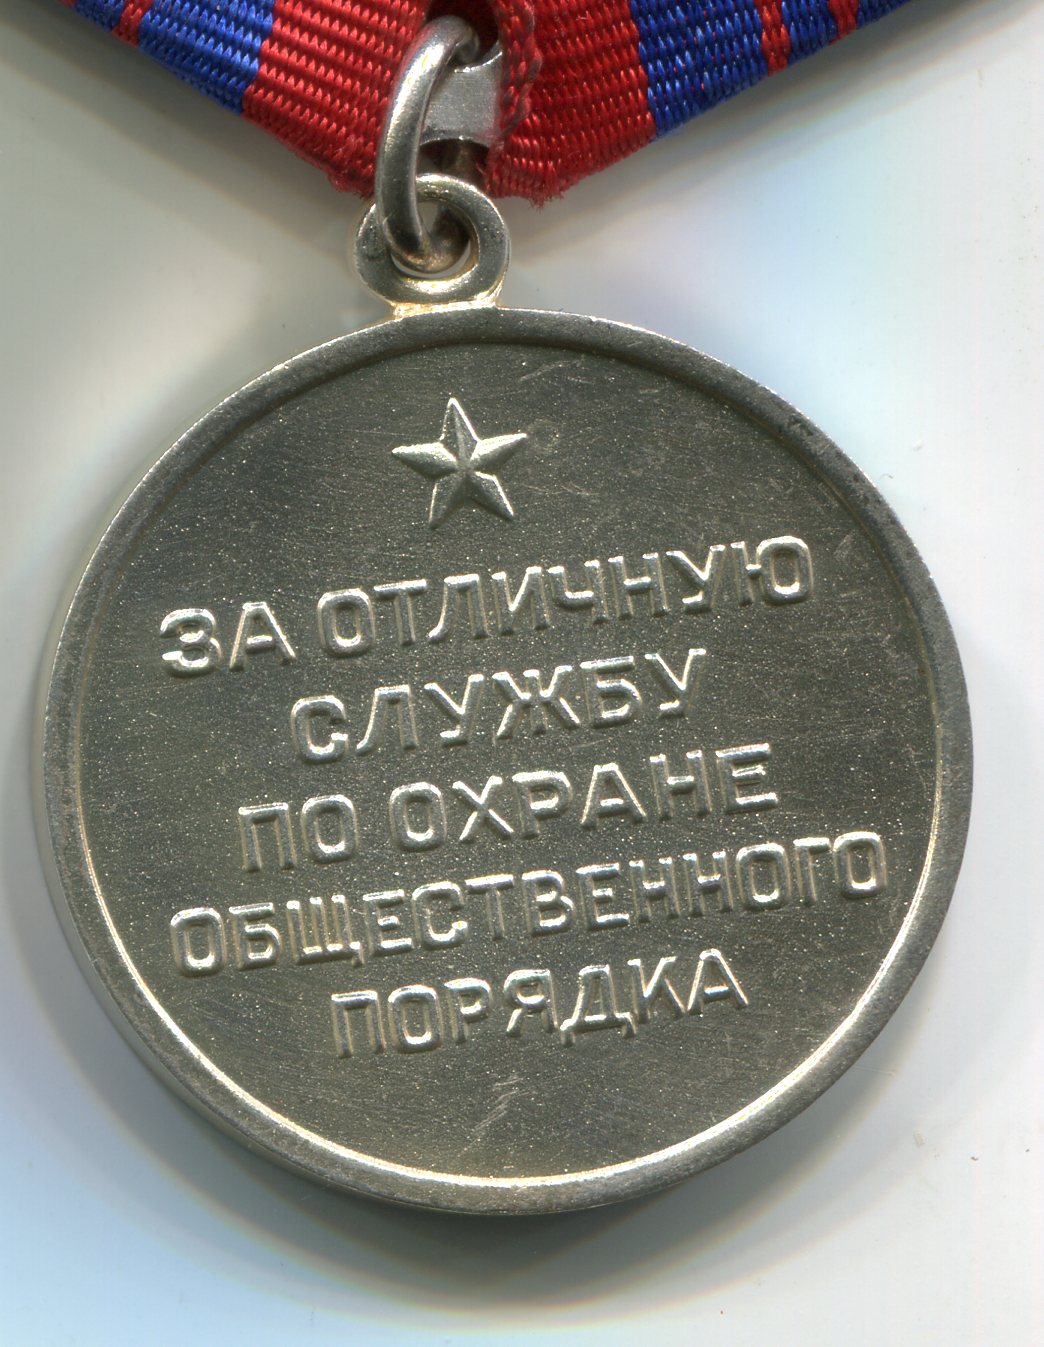 ЗА ОТЛИЧНУЮ
СЛУЖБУ
ПО ОХРАНЕ
ОБЩЕСТВЕННОГО
ПОРЯДКА